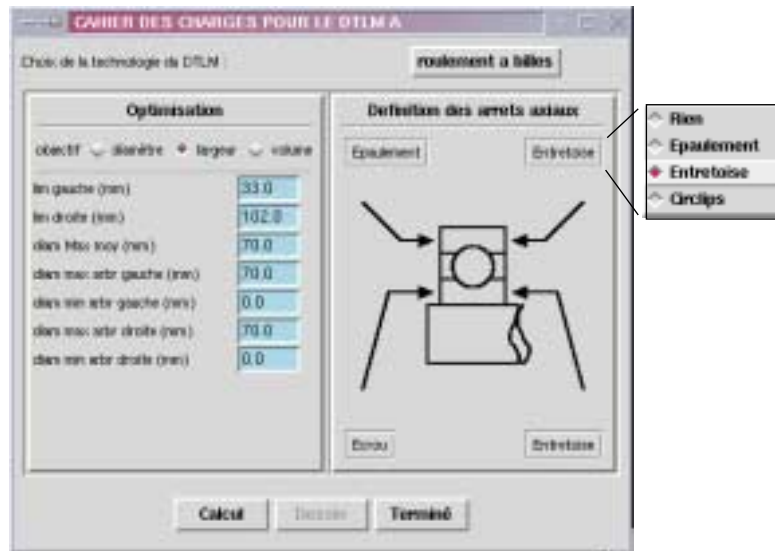 CAHIER DES CHARGES POUR LE DTLM A
Choix de la technologie du DTLM :
roulement a billes
Optimisation
objectif diamètre largeur volume
lim gauche (mm) 33.0
lim droite (mm) 102.0
diam Max moy (mm) 70.0
diam max arbr gauche (mm) 70.0
diam min arbr gauche (mm) 0.0
diam max arbr droite (mm) 70.0
diam min arbr droite (mm) 0.0
Definition des arrets axiaux
Epaulement Entretoise
Ecrou Entretoise
Calcul Dessin Terminé
Rien
Epaulement
Entretoise
Circlips